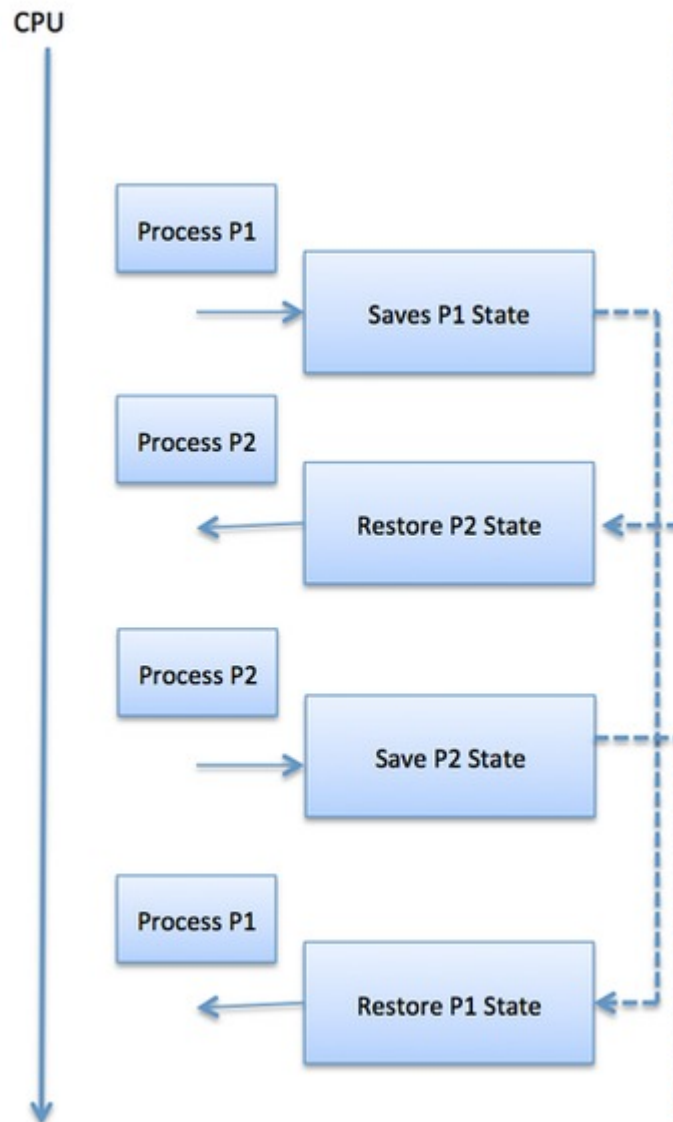 CPU
Process P1
Saves P1 State
Process P2
Restore P2 State
Process P2
Save P2 State
Process P1
Restore P1 State